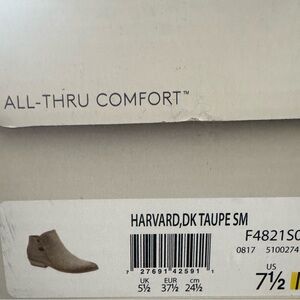 ALL-THRU COMFORT™
HARVARD,DK TAUPE SM
F4821S0
0817 5100274
7 27691 42591 1
UK EUR cm US
5½ 37½ 24½ 7½